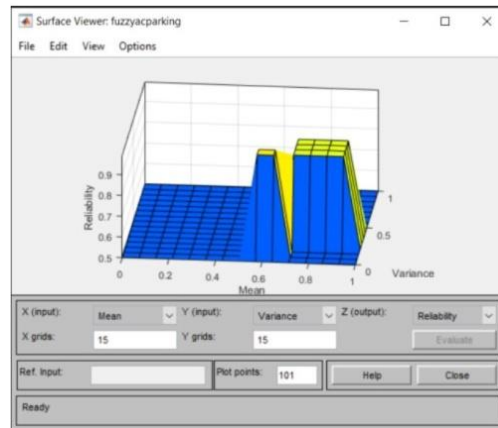 Surface Viewer: fuzzyacparking
File Edit View Options
0.9
0.8
0.7
0.6
0.5
Reliability
0 0.2 0.4 0.6 0.8 1
Mean
0
0.5
1
Variance
X (input): Mean Y (input): Variance Z (output): Reliability
X grids: 15 Y grids: 15 Evaluate
Ref. Input: Plot points: 101 Help Close
Ready